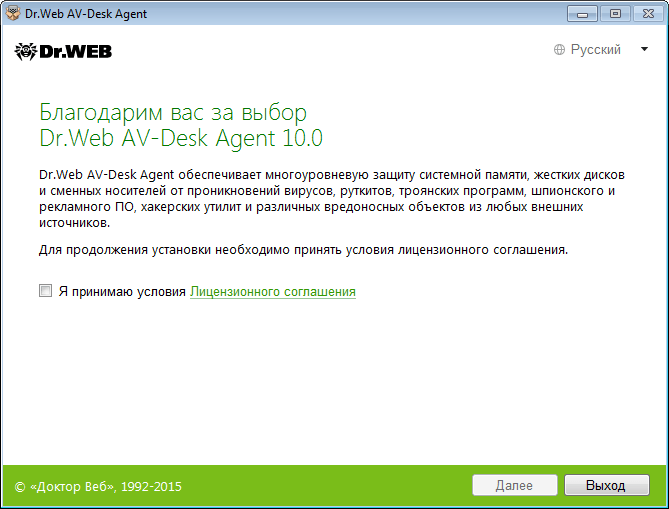 Dr.Web AV-Desk Agent
Dr.WEB
Русский
Благодарим вас за выбор
Dr.Web AV-Desk Agent 10.0
Dr.Web AV-Desk Agent обеспечивает многоуровневую защиту системной памяти, жестких дисков
и сменных носителей от проникновений вирусов, руткитов, троянских программ, шпионского и
рекламного ПО, хакерских утилит и различных вредоносных объектов из любых внешних
источников.
Для продолжения установки необходимо принять условия лицензионного соглашения.
Я принимаю условия Лицензионного соглашения
© «Доктор Веб», 1992-2015
Далее
Выход